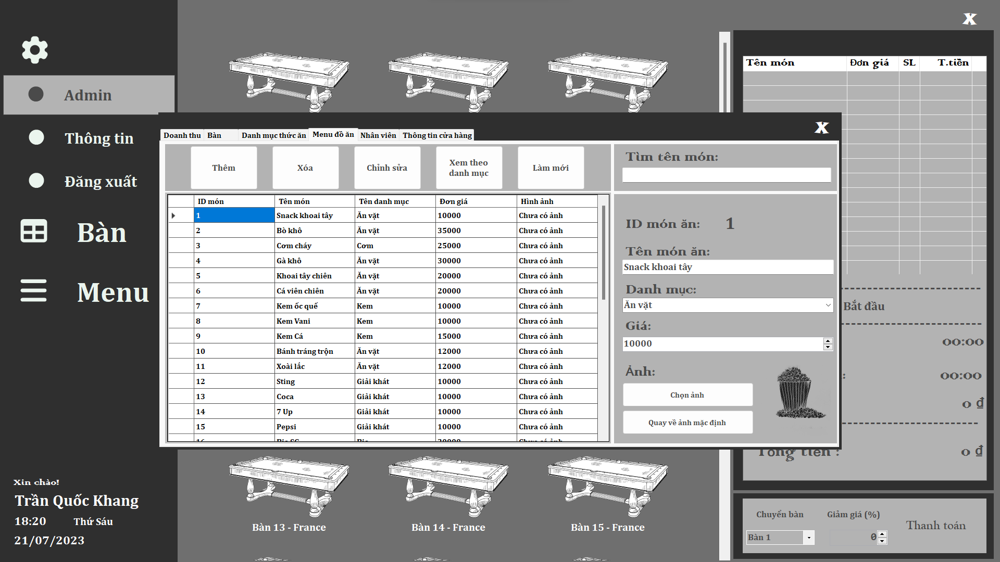 X
Admin
Thông tin
Đăng xuất
Bàn
Menu
Xin chào!
Trần Quốc Khang
18:20 Thứ Sáu
21/07/2023
X
Doanh thu Bàn Danh mục thức ăn Menu đồ ăn Nhân viên Thông tin cửa hàng
Thêm
Xóa
Chỉnh sửa
Xem theo
danh mục
Làm mới
ID món Tên món Tên danh mục Đơn giá Hình ảnh
1 Snack khoai tây Ăn vặt 10000 Chưa có ảnh
2 Bò khô Ăn vặt 35000 Chưa có ảnh
3 Cơm cháy Cơm 25000 Chưa có ảnh
4 Gà khô Ăn vặt 30000 Chưa có ảnh
5 Khoai tây chiên Ăn vặt 20000 Chưa có ảnh
6 Cá viên chiên Ăn vặt 20000 Chưa có ảnh
7 Kem ốc quế Kem 10000 Chưa có ảnh
8 Kem Vani Kem 10000 Chưa có ảnh
9 Kem Cá Kem 15000 Chưa có ảnh
10 Bánh tráng trộn Ăn vặt 12000 Chưa có ảnh
11 Xoài lắc Ăn vặt 12000 Chưa có ảnh
12 Sting Giải khát 10000 Chưa có ảnh
13 Coca Giải khát 10000 Chưa có ảnh
14 7 Up Giải khát 10000 Chưa có ảnh
15 Pepsi Giải khát 10000 Chưa có ảnh
Tìm tên món:
ID món ăn: 1
Tên món ăn:
Snack khoai tây
Danh mục:
Ăn vặt
Giá:
10000
Ảnh:
Chọn ảnh
Quay về ảnh mặc định
Bàn 13 - France
Bàn 14 - France
Bàn 15 - France
Tên món Đơn giá SL T.tiền
Bắt đầu
00:00
: 00:00
0 ₫
Tổng tiền : 0 ₫
Chuyển bàn Giảm giá (%)
Bàn 1 0
Thanh toán